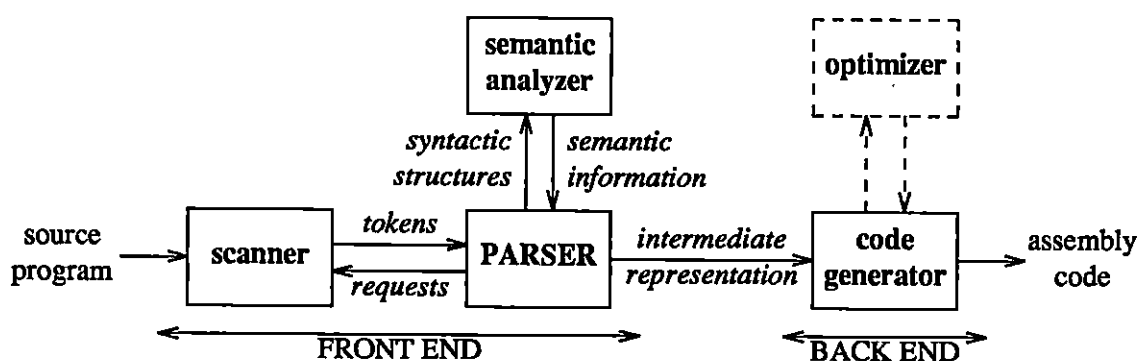 semantic
analyzer
optimizer
syntactic
structures
semantic
information
source
program
scanner
tokens
requests
PARSER
intermediate
representation
code
generator
assembly
code
FRONT END
BACK END